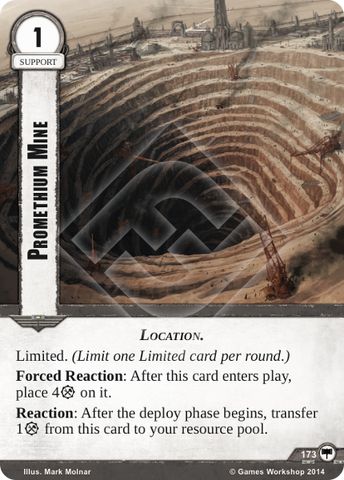 1
SUPPORT
PROMETHIUM MINE
LOCATION.
Limited. (Limit one Limited card per round.)
Forced Reaction: After this card enters play,
place 4 on it.
Reaction: After the deploy phase begins, transfer
1 from this card to your resource pool.
173
Illus. Mark Molnar
© Games Workshop 2014